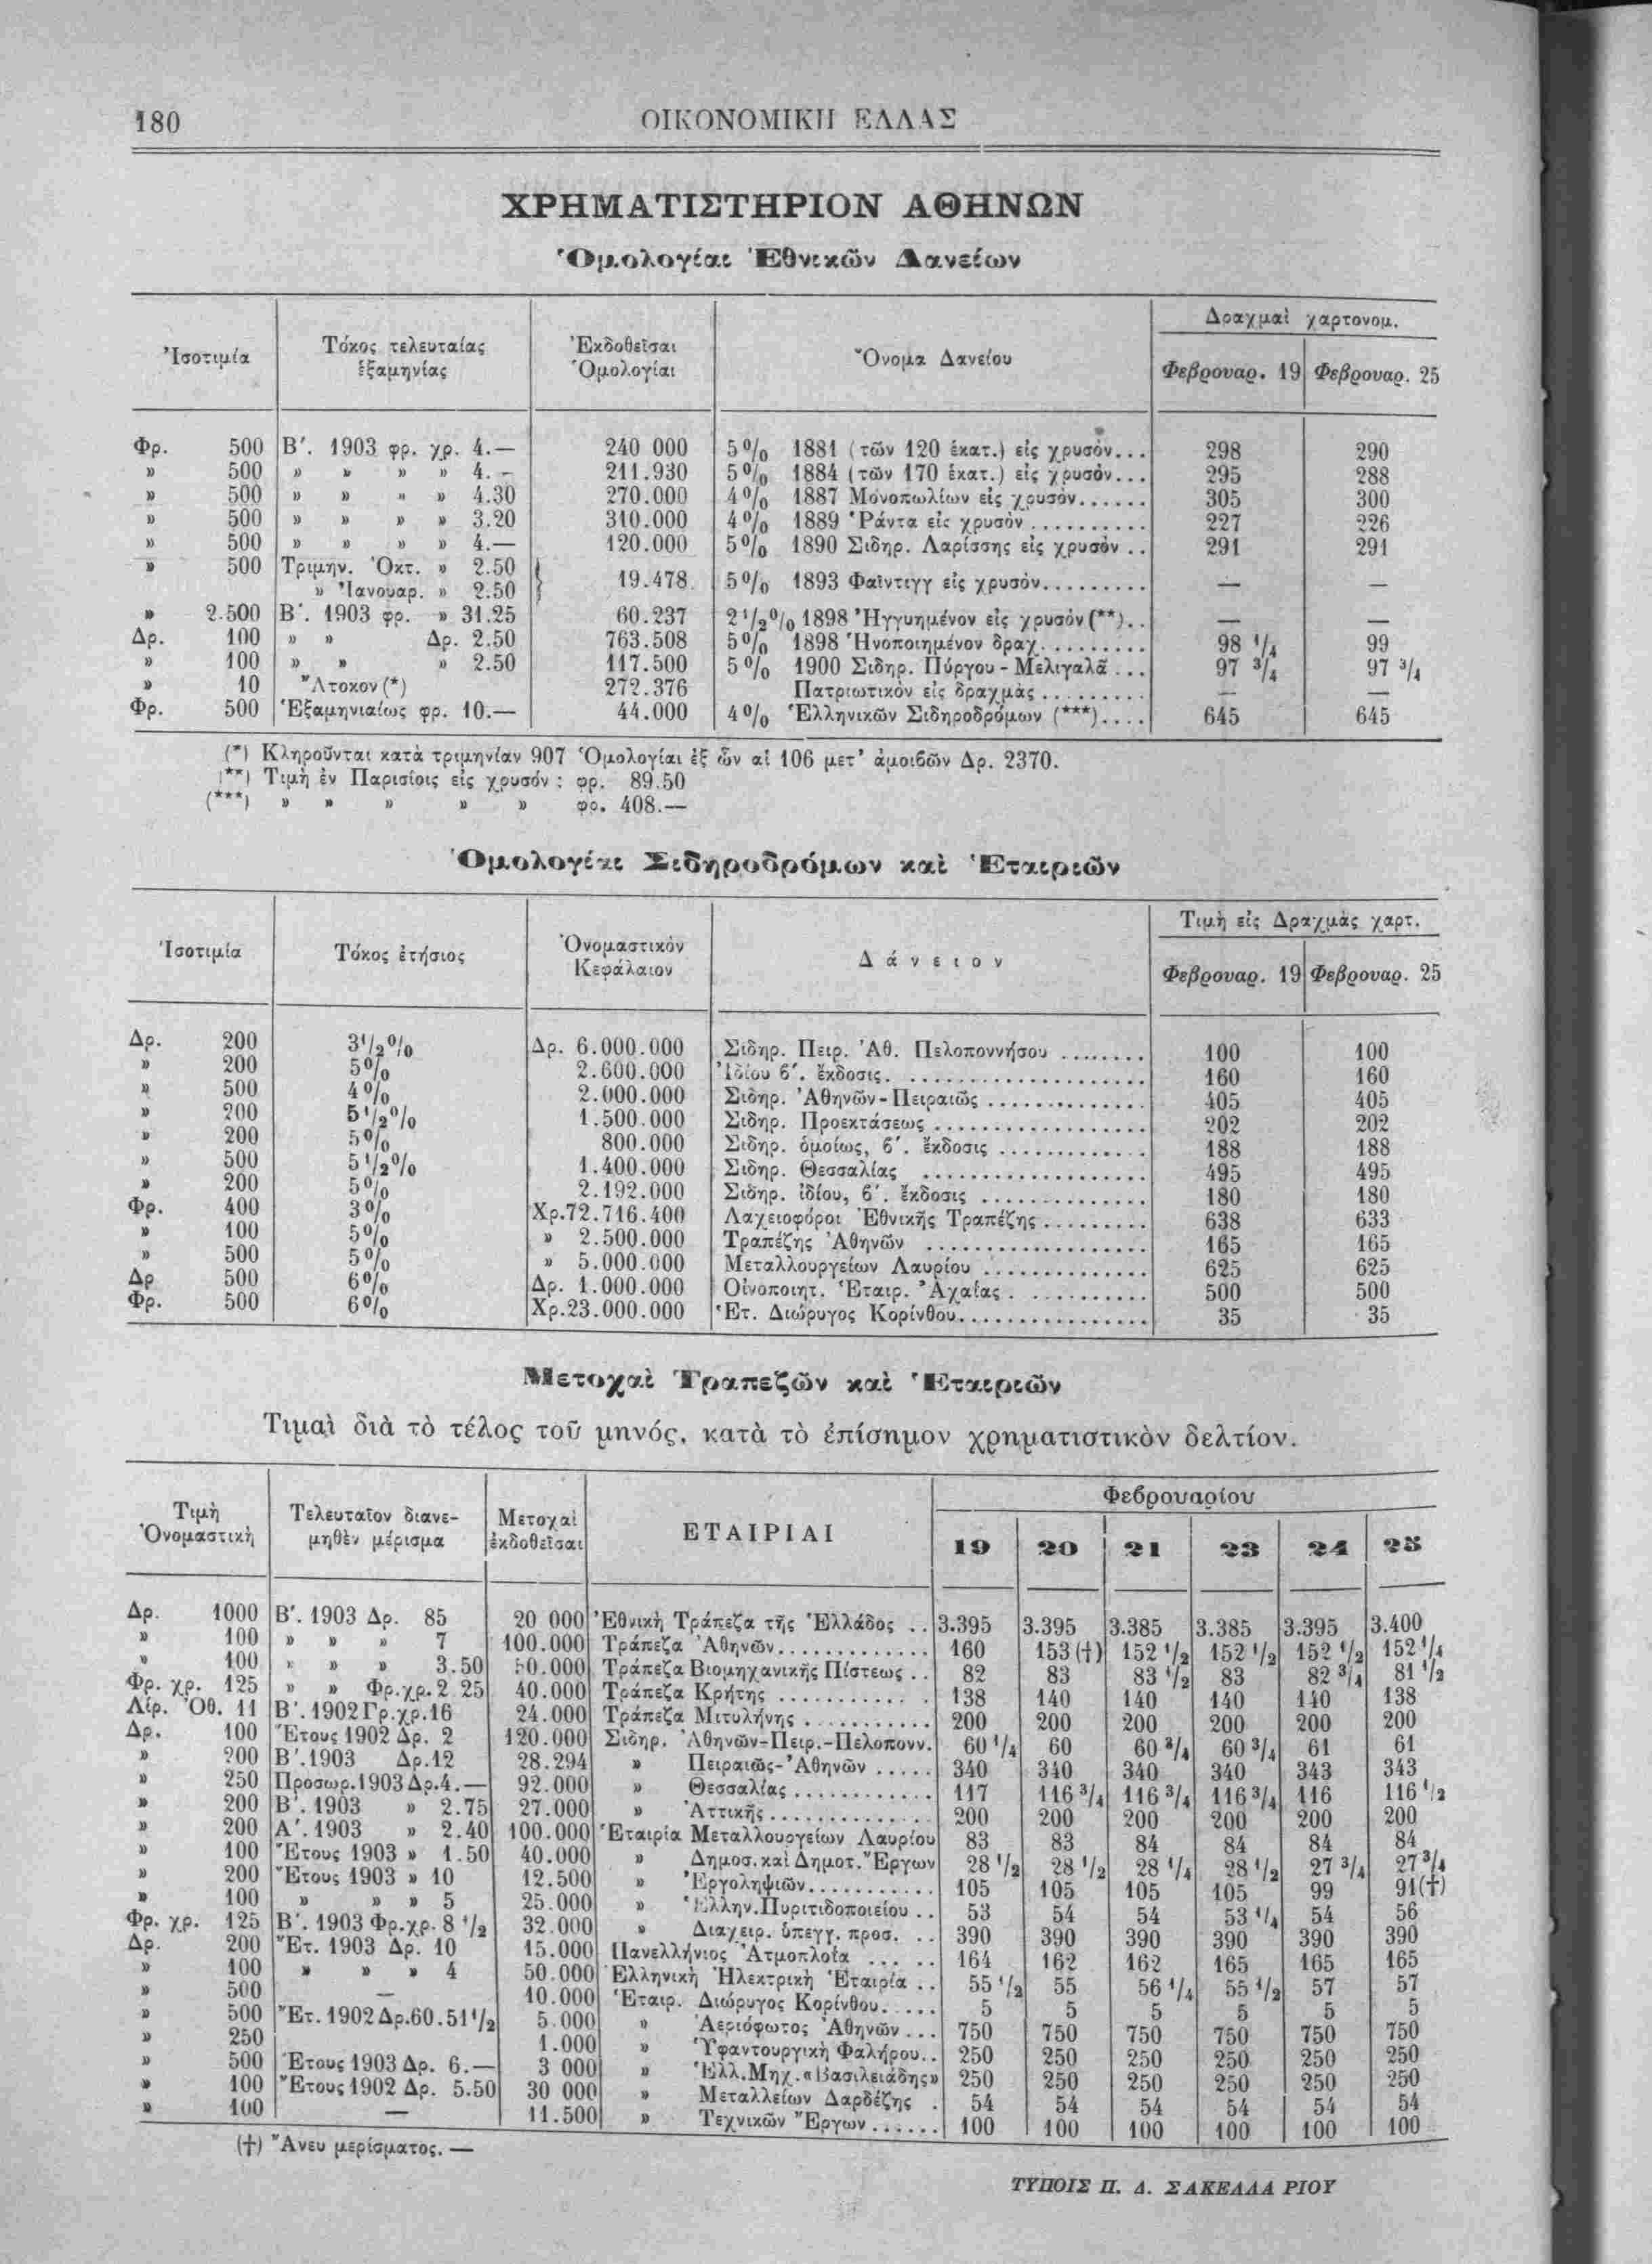 180
ΟΙΚΟΝΟΜΙΚΗ ΕΛΛΑΣ
ΧΡΗΜΑΤΙΣΤΗΡΙΟΝ ΑΘΗΝΩΝ
Ὁμολογίαι Ἐθνικῶν Δανείων
Ἰσοτιμία | Τόκος τελευταίας ἑξαμηνίας | Ἐκδοθεῖσαι Ὁμολογίαι | Ὄνομα Δανείου | Δραχμαὶ χαρτονομ. Φεβρουαρ. 19 | Φεβρουαρ. 25
Φρ. 500 | Β΄. 1903 φρ. χρ. 4.— | 240 000 | 5 % 1881 (τῶν 120 ἑκατ.) εἰς χρυσόν... | 298 | 290
» 500 | » » » » 4.— | 211.930 | 5 % 1884 (τῶν 170 ἑκατ.) εἰς χρυσόν... | 295 | 288
» 500 | » » » » 4.30 | 270.000 | 4 % 1887 Μονοπωλίων εἰς χρυσόν...... | 305 | 300
» 500 | » » » » 3.20 | 310.000 | 4 % 1889 Ῥάντα εἰς χρυσόν .......... | 227 | 226
» 500 | » » » » 4.— | 120.000 | 5 % 1890 Σιδηρ. Λαρίσσης εἰς χρυσόν .. | 291 | 291
» 500 | Τριμην. Ὀκτ. » 2.50
» Ἰανουαρ. » 2.50 | 19.478 | 5 % 1893 Φαῖντιγγ εἰς χρυσόν......... | — | —
» 2.500 | Β΄. 1903 φρ. » 31.25 | 60.237 | 2 1/2 % 1898 Ἠγγυημένον εἰς χρυσόν (**).. | — | —
Δρ. 100 | » » Δρ. 2.50 | 763.508 | 5 % 1898 Ἡνοποιημένον δραχ.......... | 98 1/4 | 99
» 100 | » » » 2.50 | 117.500 | 5 % 1900 Σιδηρ. Πύργου - Μελιγαλᾶ ... | 97 3/4 | 97 3/4
» 10 | Ἄτοκον (*) | 272.376 | Πατριωτικὸν εἰς δραχμὰς ......... | — | —
Φρ. 500 | Ἑξαμηνιαίως φρ. 10.— | 44.000 | 4 % Ἑλληνικῶν Σιδηροδρόμων (***).... | 645 | 645
(*) Κληροῦνται κατὰ τριμηνίαν 907 Ὁμολογίαι ἐξ ὧν αἱ 106 μετ' ἀμοιβῶν Δρ. 2370.
(**) Τιμὴ ἐν Παρισίοις εἰς χρυσόν : φρ. 89.50
(***) » » » » » φρ. 408.—
Ὁμολογίαι Σιδηροδρόμων καὶ Ἑταιριῶν
Ἰσοτιμία | Τόκος ἐτήσιος | Ὀνομαστικὸν Κεφάλαιον | Δάνειον | Τιμὴ εἰς Δραχμὰς χαρτ. Φεβρουαρ. 19 | Φεβρουαρ. 25
Δρ. 200 | 3 1/2 % | Δρ. 6.000.000 | Σιδηρ. Πειρ. Ἀθ. Πελοποννήσου ........ | 100 | 100
» 200 | 5 % | 2.600.000 | Ἰδίου β΄. ἔκδοσις. .................... | 160 | 160
» 500 | 4 % | 2.000.000 | Σιδηρ. Ἀθηνῶν - Πειραιῶς .............. | 405 | 405
» 200 | 5 1/2 % | 1.500.000 | Σιδηρ. Προεκτάσεως .................. | 202 | 202
» 200 | 5 % | 800.000 | Σιδηρ. ὁμοίως, β΄. ἔκδοσις ............. | 188 | 188
» 500 | 5 1/2 % | 1.400.000 | Σιδηρ. Θεσσαλίας .................... | 495 | 495
» 200 | 5 % | 2.192.000 | Σιδηρ. ἰδίου, β΄. ἔκδοσις .............. | 180 | 180
Φρ. 400 | 3 % | Χρ.72.716.400 | Λαχειοφόροι Ἐθνικῆς Τραπέζης......... | 638 | 633
» 100 | 5 % | » 2.500.000 | Τραπέζης Ἀθηνῶν ................... | 165 | 165
» 500 | 5 % | » 5.000.000 | Μεταλλουργείων Λαυρίου .............. | 625 | 625
Δρ 500 | 6 % | Δρ. 1.000.000 | Οἰνοποιητ. Ἑταιρ. Ἀχαΐας . .......... | 500 | 500
Φρ. 500 | 6 % | Χρ.23.000.000 | Ἑτ. Διώρυγος Κορίνθου................ | 35 | 35
Μετοχαὶ Τραπεζῶν καὶ Ἑταιριῶν
Τιμαὶ διὰ τὸ τέλος τοῦ μηνός, κατὰ τὸ ἐπίσημον χρηματιστικὸν δελτίον.
Τιμὴ Ὀνομαστικὴ | Τελευταῖον διανεμηθὲν μέρισμα | Μετοχαὶ ἐκδοθεῖσαι | ΕΤΑΙΡΙΑΙ | Φεβρουαρίου 19 | 20 | 21 | 23 | 24 | 25
Δρ. 1000 | Β΄. 1903 Δρ. 85 | 20 000 | Ἐθνικὴ Τράπεζα τῆς Ἑλλάδος .. | 3.395 | 3.395 | 3.385 | 3.385 | 3.395 | 3.400
» 100 | » » » 7 | 100.000 | Τράπεζα Ἀθηνῶν.............. | 160 | 153 (†) | 152 1/2 | 152 1/2 | 152 1/2 | 152 1/4
» 100 | » » » 3.50 | 50.000 | Τράπεζα Βιομηχανικῆς Πίστεως .. | 82 | 83 | 83 1/2 | 83 | 82 3/4 | 81 1/2
Φρ. χρ. 125 | » » Φρ.χρ. 2 25 | 40.000 | Τράπεζα Κρήτης ............. | 138 | 140 | 140 | 140 | 140 | 138
Λίρ. Ὀθ. 11 | Β΄. 1902 Γρ.χρ.16 | 24.000 | Τράπεζα Μιτυλήνης ........... | 200 | 200 | 200 | 200 | 200 | 200
Δρ. 100 | Ἔτους 1902 Δρ. 2 | 120.000 | Σιδηρ. Ἀθηνῶν-Πειρ.-Πελοπονν. | 60 1/4 | 60 | 60 3/4 | 60 3/4 | 61 | 61
» 200 | Β΄.1903 Δρ.12 | 28.294 | » Πειραιῶς-Ἀθηνῶν ..... | 340 | 340 | 340 | 340 | 343 | 343
» 250 | Προσωρ.1903 Δρ.4.— | 92.000 | » Θεσσαλίας ............ | 117 | 116 3/4 | 116 3/4 | 116 3/4 | 116 | 116 1/2
» 200 | Β΄. 1903 » 2.75 | 27.000 | » Ἀττικῆς.............. | 200 | 200 | 200 | 200 | 200 | 200
» 200 | Α΄. 1903 » 2.40 | 100.000 | Ἑταιρία Μεταλλουργείων Λαυρίου | 83 | 83 | 84 | 84 | 84 | 84
» 100 | Ἔτους 1903 » 1.50 | 40.000 | » Δημοσ. καὶ Δημοτ. Ἔργων | 28 1/2 | 28 1/2 | 28 1/4 | 28 1/2 | 27 3/4 | 27 3/4
» 200 | Ἔτους 1903 » 10 | 12.500 | » Ἐργοληψιῶν........... | 105 | 105 | 105 | 105 | 99 | 91(†)
» 100 | » » » 5 | 25.000 | » Ἑλλην. Πυριτιδοποιείου .. | 53 | 54 | 54 | 53 1/4 | 54 | 56
Φρ. χρ. 125 | Β΄. 1903 Φρ.χρ. 8 1/2 | 32.000 | » Διαχειρ. ὑπεγγ. προσ. .. | 390 | 390 | 390 | 390 | 390 | 390
Δρ. 200 | Ἔτ. 1903 Δρ. 10 | 15.000 | Πανελλήνιος Ἀτμοπλοΐα ... .. | 164 | 162 | 162 | 165 | 165 | 165
» 100 | » » » 4 | 50.000 | Ἑλληνικὴ Ἠλεκτρικὴ Ἑταιρία .. | 55 1/2 | 55 | 56 1/4 | 55 1/2 | 57 | 57
» 500 | — | 10.000 | Ἑταιρ. Διώρυγος Κορίνθου..... | 5 | 5 | 5 | 5 | 5 | 5
» 500 | Ἔτ. 1902 Δρ.60.51 1/2 | 5.000 | » Ἀεριόφωτος Ἀθηνῶν ... | 750 | 750 | 750 | 750 | 750 | 750
» 250 | 1.000 | » Ὑφαντουργικὴ Φαλήρου.. | 250 | 250 | 250 | 250 | 250 | 250
» 500 | Ἔτους 1903 Δρ. 6.— | 3 000 | » Ἑλλ. Μηχ. «Βασιλειάδης» | 250 | 250 | 250 | 250 | 250 | 250
» 100 | Ἔτους 1902 Δρ. 5.50 | 30 000 | » Μεταλλείων Δαρδέζης . | 54 | 54 | 54 | 54 | 54 | 54
» 100 | — | 11.500 | » Τεχνικῶν Ἔργων ...... | 100 | 100 | 100 | 100 | 100 | 100
(†) Ἄνευ μερίσματος. —
ΤΥΠΟΙΣ Π. Δ. ΣΑΚΕΛΛΑΡΙΟΥ